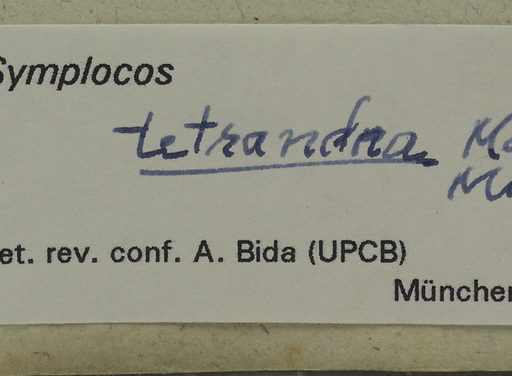 Symplocos
tetrandra
et. rev. conf. A. Bida (UPCB)
München